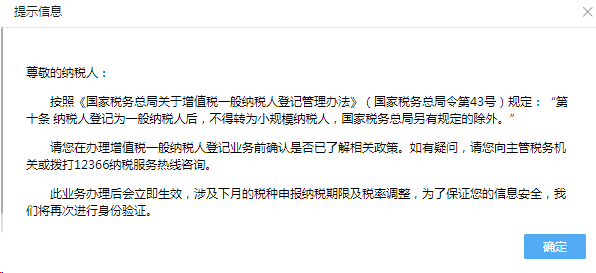 提示信息
尊敬的纳税人：
按照《国家税务总局关于增值税一般纳税人登记管理办法》（国家税务总局令第43号）规定：“第
十条 纳税人登记为一般纳税人后，不得转为小规模纳税人，国家税务总局另有规定的除外。”
请您在办理增值税一般纳税人登记业务前确认是否已了解相关政策。如有疑问，请您向主管税务机
关或拨打12366纳税服务热线咨询。
此业务办理后会立即生效，涉及下月的税种申报纳税期限及税率调整，为了保证您的信息安全，我
们将再次进行身份验证。
确定